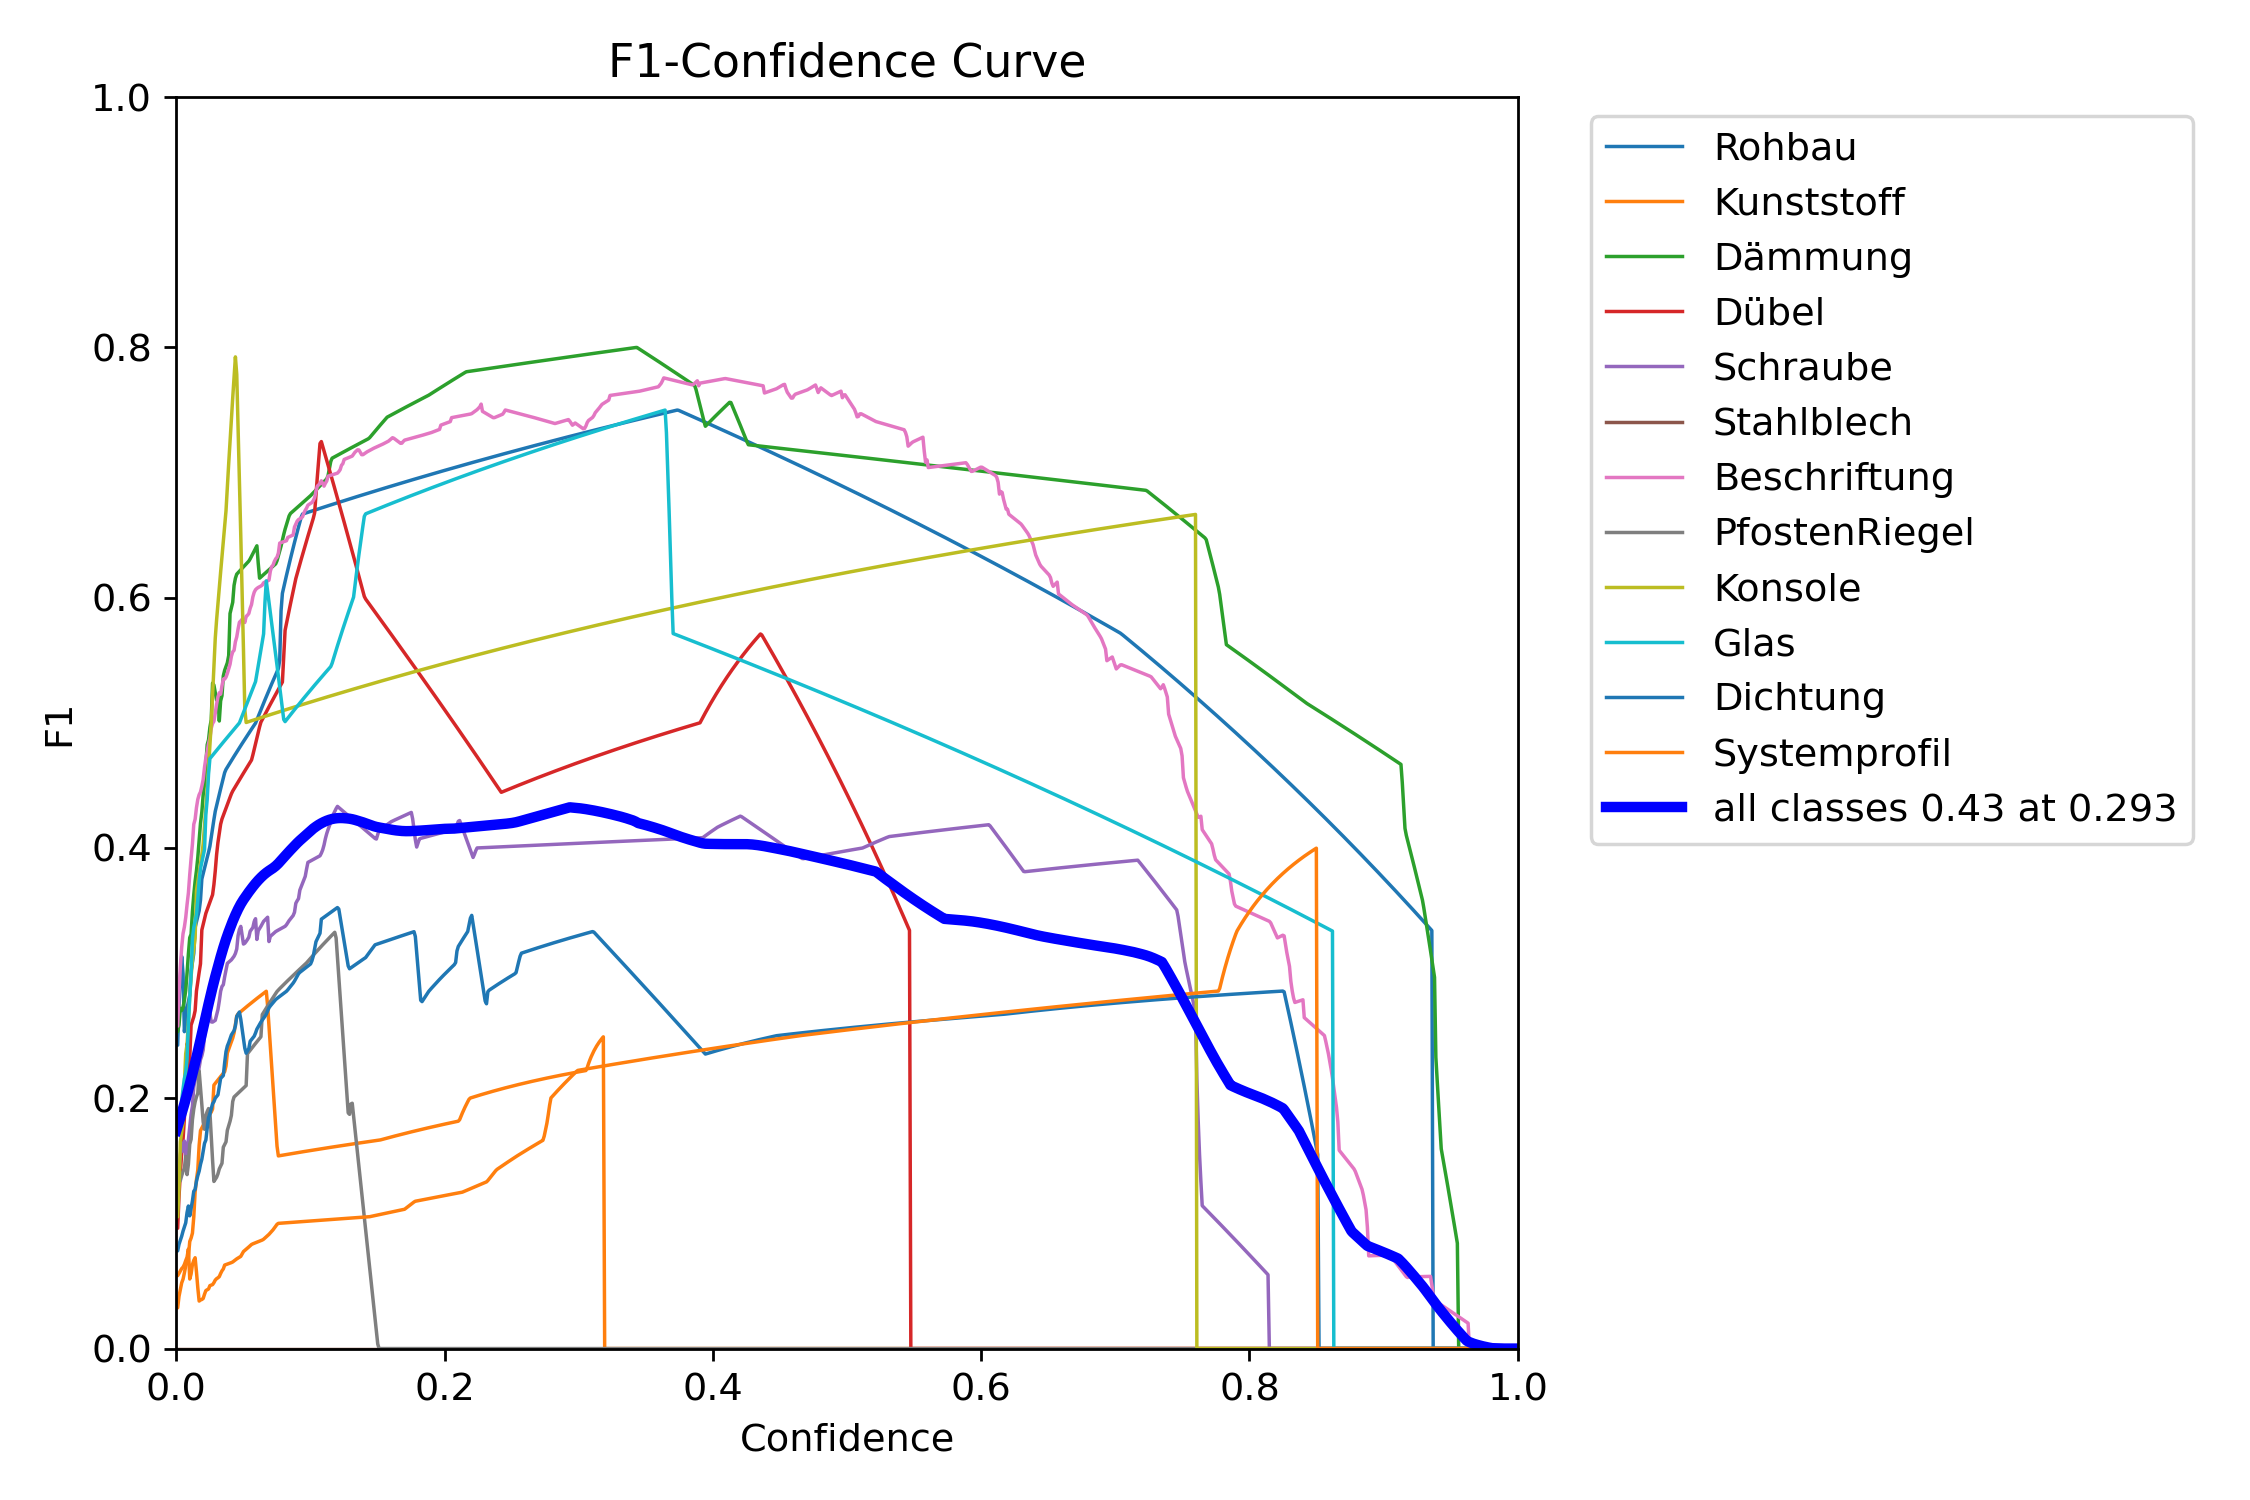 F1-Confidence Curve
1.0
0.8
0.6
0.4
0.2
0.0
F1
0.0 0.2 0.4 0.6 0.8 1.0
Confidence
Rohbau
Kunststoff
Dämmung
Dübel
Schraube
Stahlblech
Beschriftung
PfostenRiegel
Konsole
Glas
Dichtung
Systemprofil
all classes 0.43 at 0.293